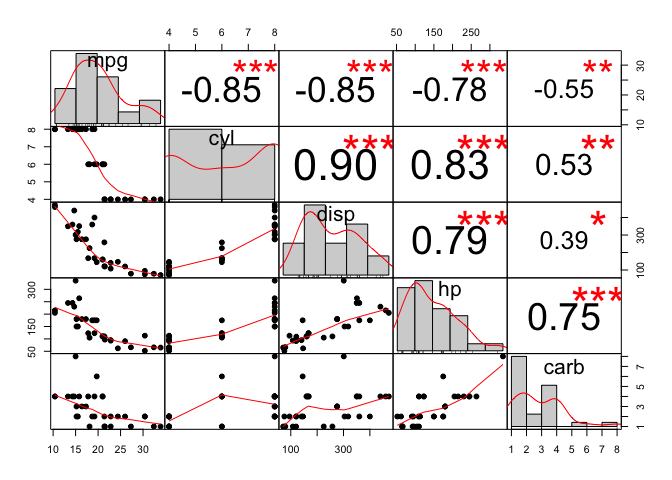 4 5 6 7 8 50 150 250
mpg -0.85 *** -0.85 *** -0.78 *** -0.55 ** 10 20 30
4 5 6 7 8 cyl 0.90 *** 0.83 *** 0.53 **
disp 0.79 *** 0.39 * 100 300
50 150 300 hp 0.75 ***
carb 1 3 5 7
10 15 20 25 30 100 300 1 2 3 4 5 6 7 8